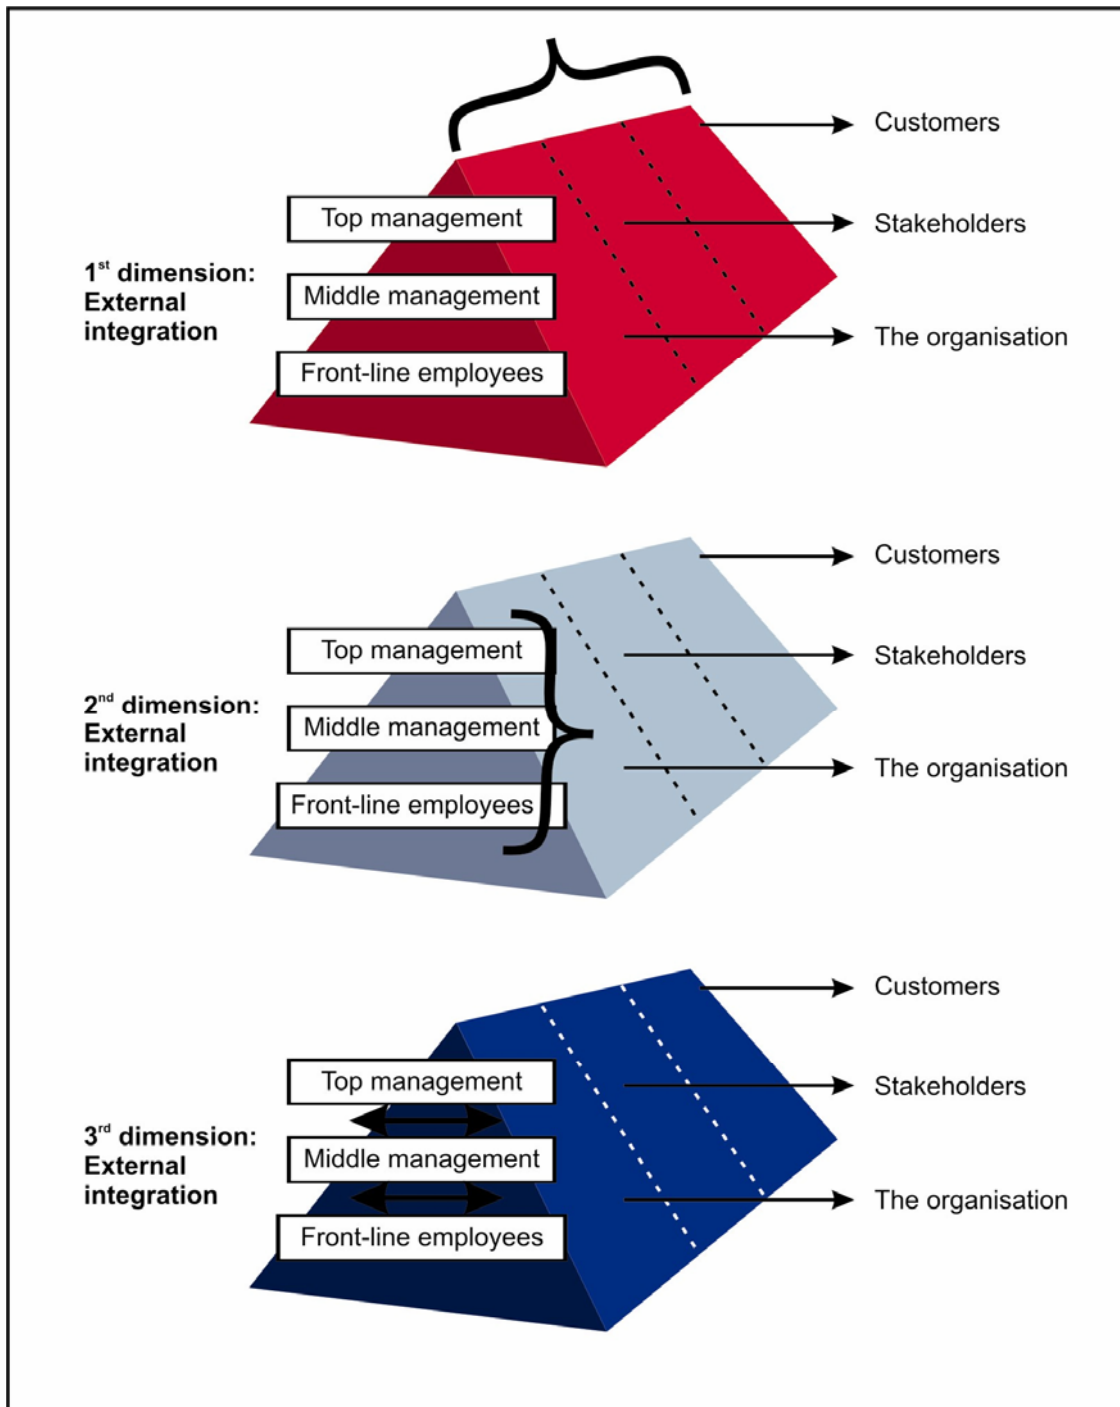 Customers
Top management
Stakeholders
1st dimension:
External
integration
Middle management
The organisation
Front-line employees
Customers
Top management
Stakeholders
2nd dimension:
External
integration
Middle management
The organisation
Front-line employees
Customers
Top management
Stakeholders
3rd dimension:
External
integration
Middle management
The organisation
Front-line employees